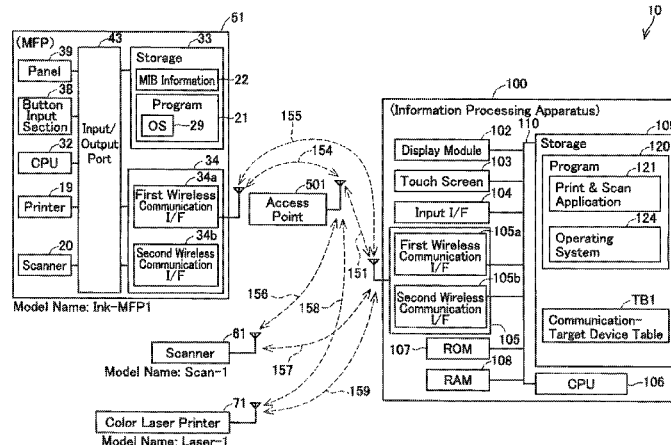 10
51
(MFP)
43
33
39
Panel
38
Button
Input
Section
32
CPU
19
Printer
20
Scanner
Input/
Output
Port
Storage
MIB Information
22
Program
21
OS
29
34
34a
First Wireless
Communication
I/F
34b
Second Wireless
Communication
I/F
Model Name: Ink-MFP1
155
154
501
Access
Point
151
156
158
157
159
61
Scanner
Model Name: Scan-1
71
Color Laser Printer
Model Name: Laser-1
100
(Information Processing Apparatus)
110
102
Display Module
103
Touch Screen
104
Input I/F
105a
First Wireless
Communication
I/F
105b
Second Wireless
Communication
I/F
105
107
ROM
108
RAM
106
CPU
109
Storage
120
Program
121
Print & Scan
Application
124
Operating
System
TB1
Communication-
Target Device Table